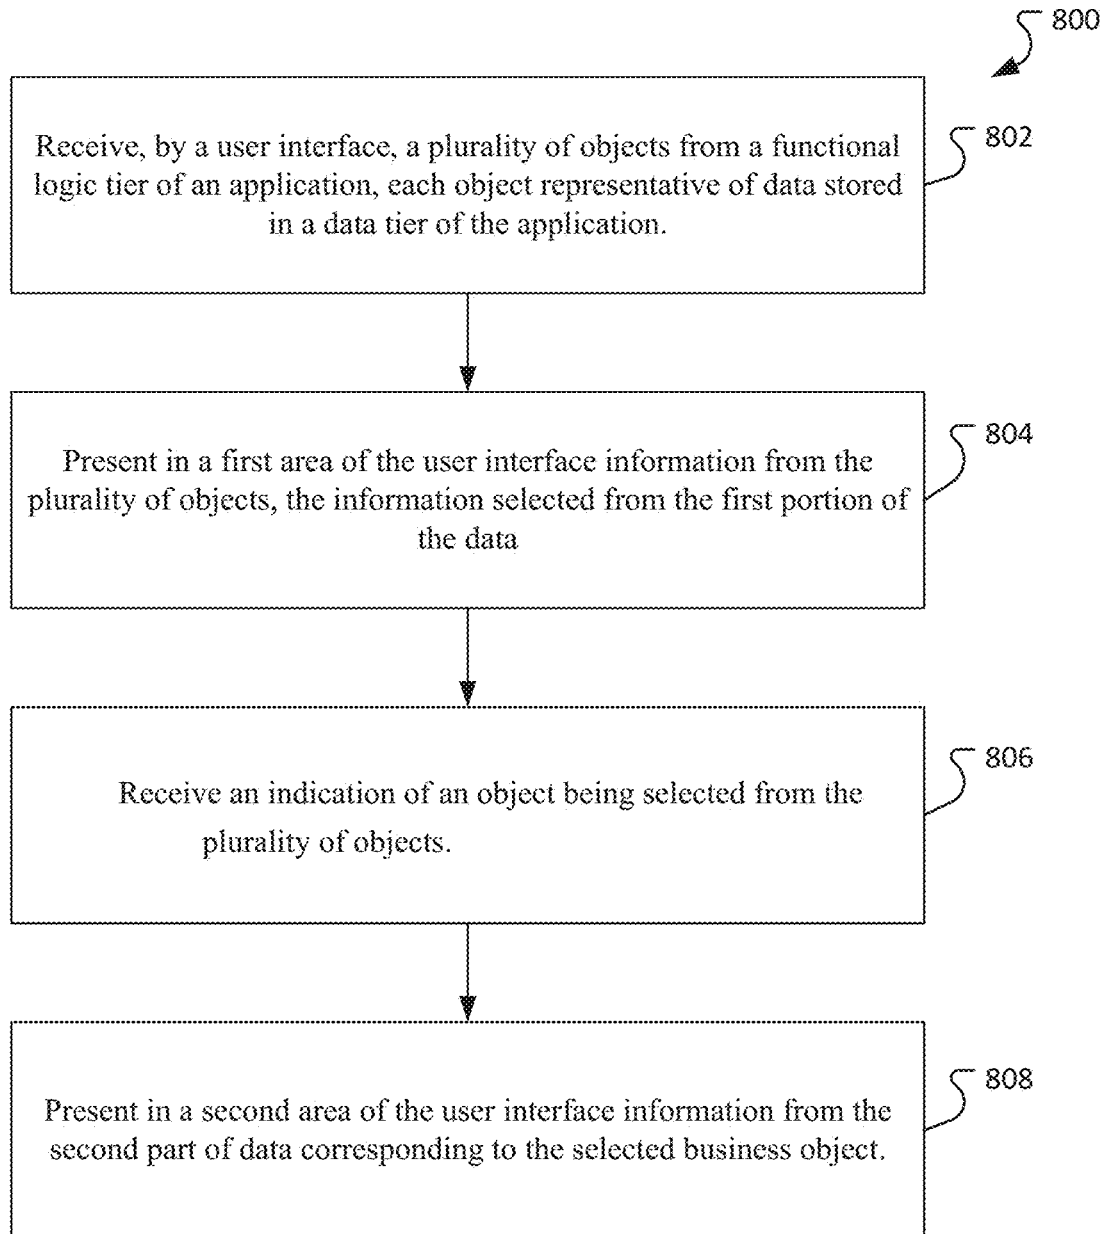 800
Receive, by a user interface, a plurality of objects from a functional
logic tier of an application, each object representative of data stored
in a data tier of the application.
802
Present in a first area of the user interface information from the
plurality of objects, the information selected from the first portion of
the data
804
Receive an indication of an object being selected from the
plurality of objects.
806
Present in a second area of the user interface information from the
second part of data corresponding to the selected business object.
808